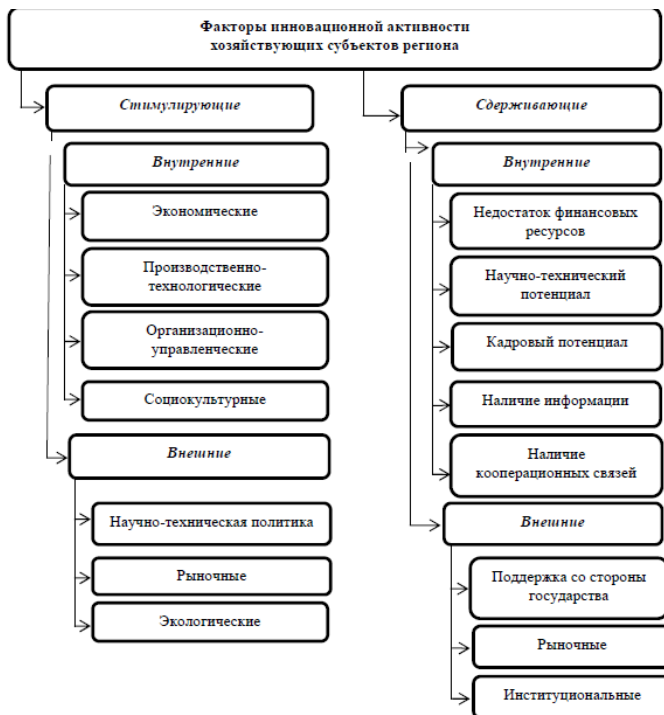 Факторы инновационной активности
хозяйствующих субъектов региона
Стимулирующие
Внутренние
Экономические
Производственно-
технологические
Организационно-
управленческие
Социокультурные
Внешние
Научно-техническая политика
Рыночные
Экологические
Сдерживающие
Внутренние
Недостаток финансовых
ресурсов
Научно-технический
потенциал
Кадровый потенциал
Наличие информации
Наличие
кооперационных связей
Внешние
Поддержка со стороны
государства
Рыночные
Институциональные